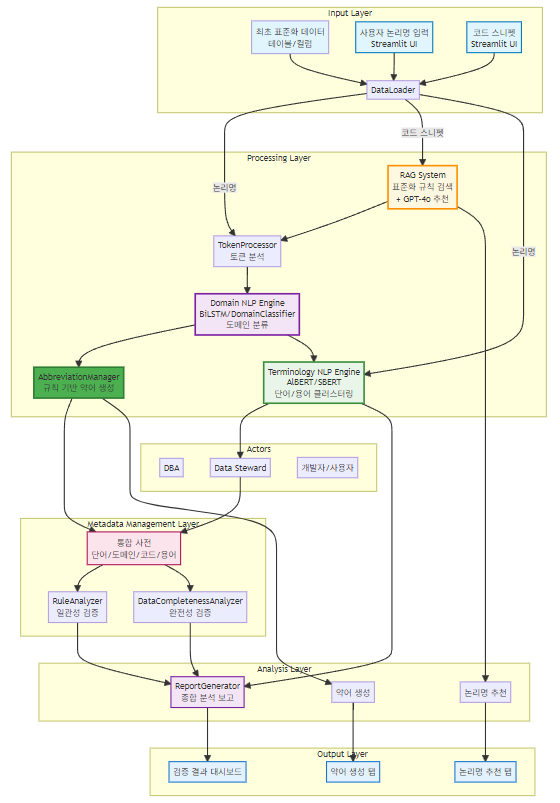 Input Layer
최초 표준화 데이터
테이블/컬럼
사용자 논리명 입력
Streamlit UI
코드 스니펫
Streamlit UI
DataLoader
코드 스니펫
논리명
논리명
Processing Layer
RAG System
표준화 규칙 검색
+ GPT-4o 추천
TokenProcessor
토큰 분석
Domain NLP Engine
BiLSTM/DomainClassifier
도메인 분류
AbbreviationManager
규칙 기반 약어 생성
Terminology NLP Engine
AiBERT/SBERT
단어/용어 클러스터링
Actors
DBA
Data Steward
개발자/사용자
Metadata Management Layer
통합 사전
단어/도메인/코드/용어
RuleAnalyzer
일관성 검증
DataCompletenessAnalyzer
완전성 검증
Analysis Layer
ReportGenerator
종합 분석 보고
약어 생성
논리명 추천
Output Layer
검증 결과 대시보드
약어 생성 탭
논리명 추천 탭